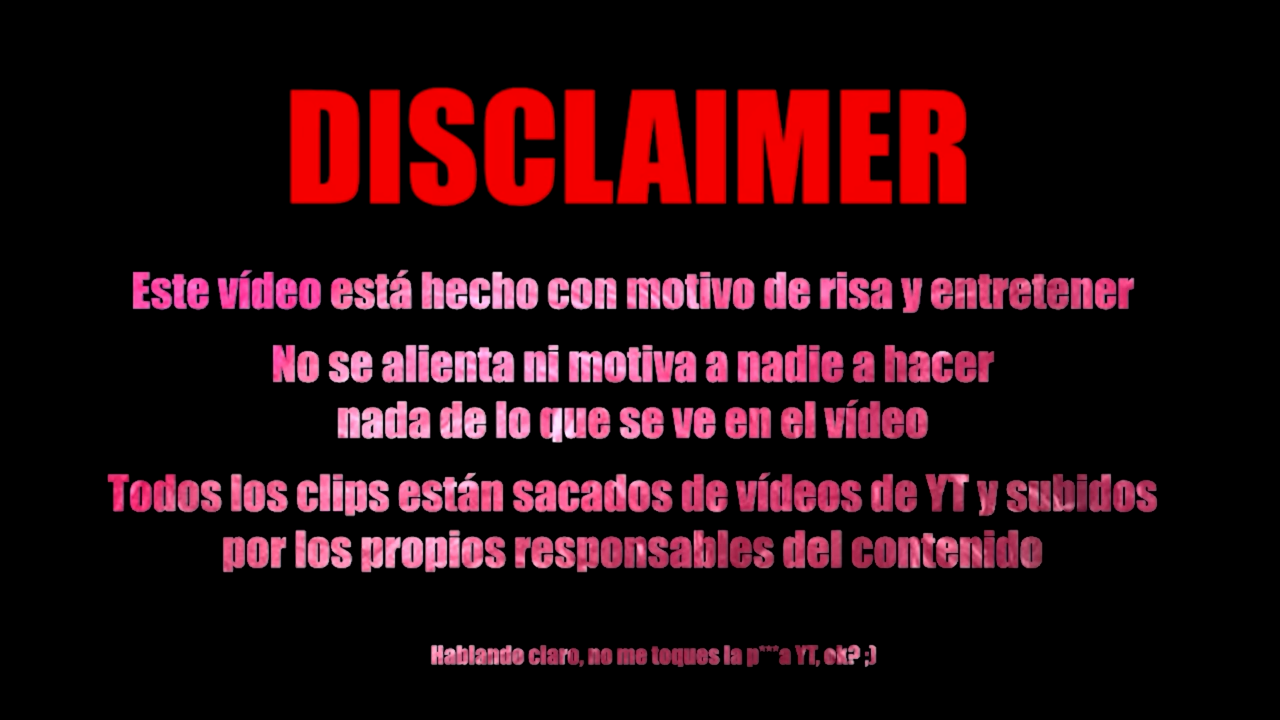 DISCLAIMER
Este vídeo está hecho con motivo de risa y entretener
No se alienta ni motiva a nadie a hacer
nada de lo que se ve en el vídeo
Todos los clips están sacados de vídeos de YT y subidos
por los propios responsables del contenido
Hablando claro, no me toques la p***a YT, ok? ;)